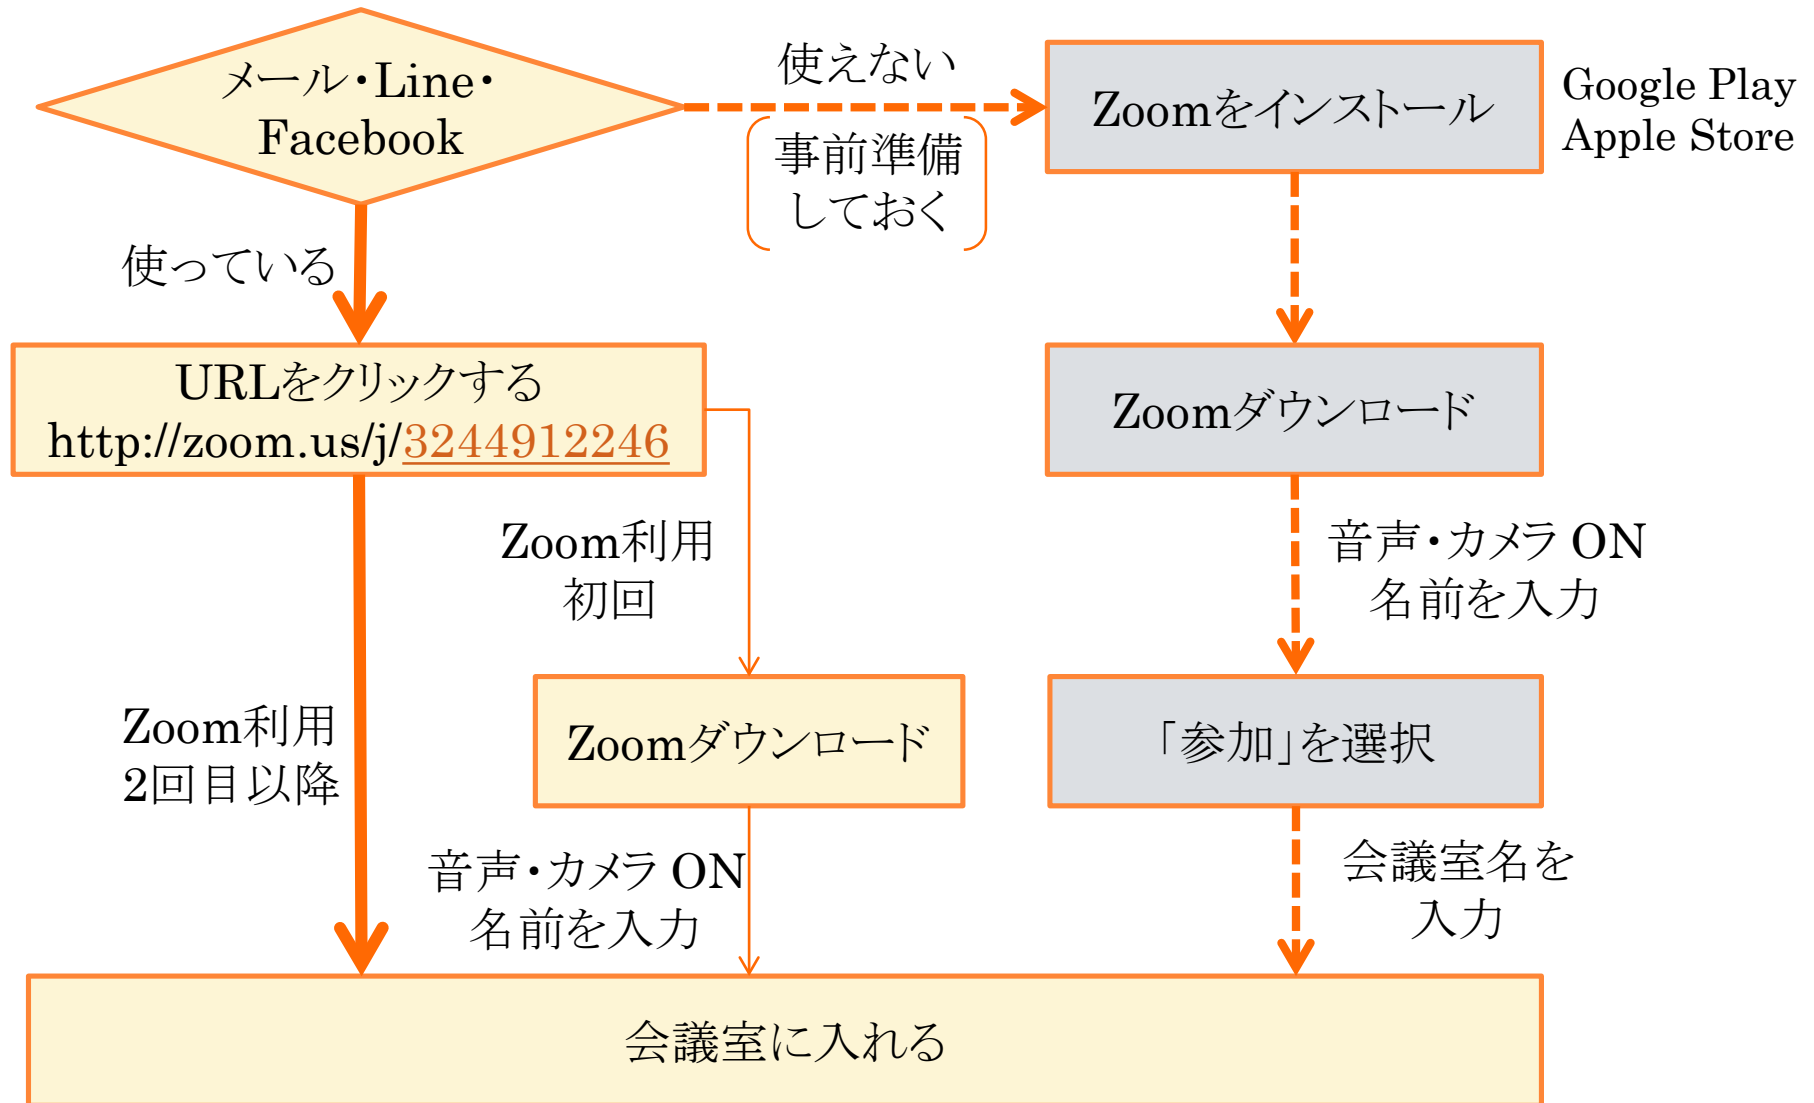 メール・Line・
Facebook
使えない
事前準備
しておく
Zoomをインストール
Google Play
Apple Store
使っている
URLをクリックする
http://zoom.us/j/3244912246
Zoomダウンロード
Zoom利用
初回
音声・カメラ ON
名前を入力
Zoom利用
2回目以降
Zoomダウンロード
「参加」を選択
音声・カメラ ON
名前を入力
会議室名を
入力
会議室に入れる